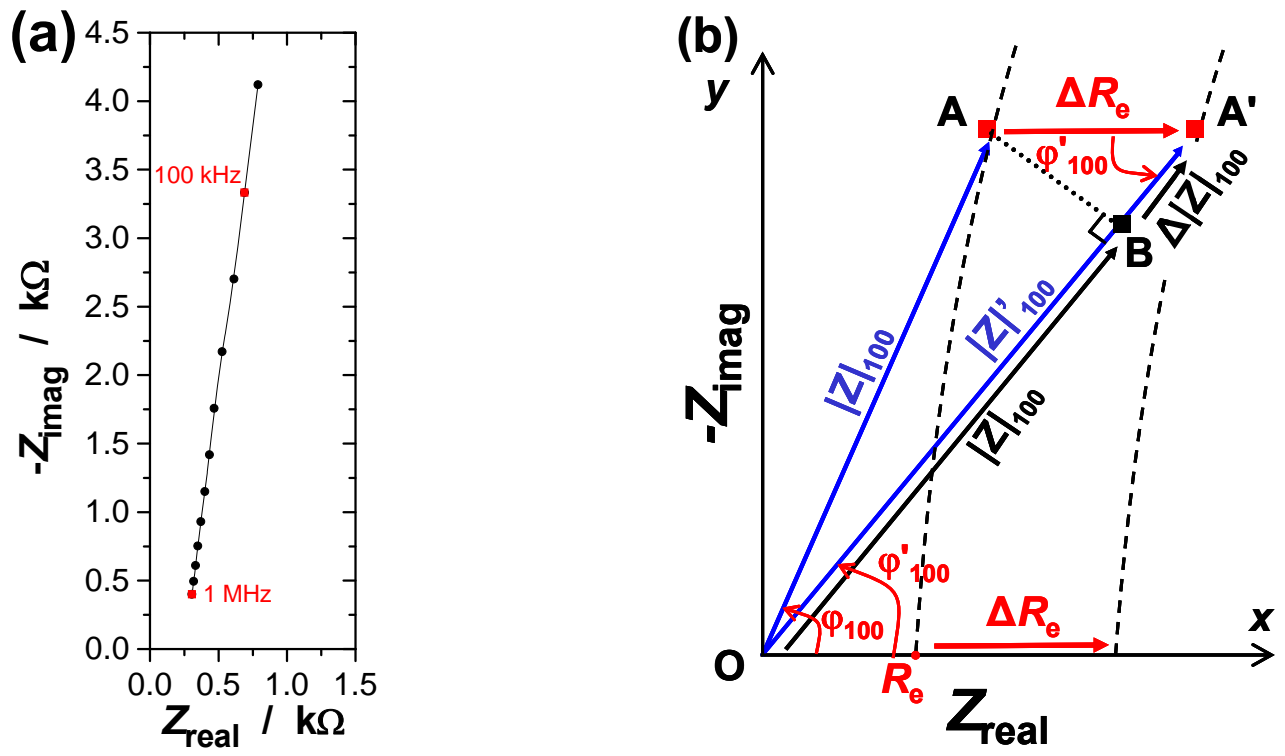 (a)
-Zimag / kΩ
4.5
4.0
3.5
3.0
2.5
2.0
1.5
1.0
0.5
0.0
100 kHz
1 MHz
0.0 0.5 1.0 1.5
Zreal / kΩ
(b)
y
-Zimag
A
ΔRe
A'
φ'100
Δ|Z|100
B
|Z|100
|Z|’100
|Z|100
φ'100
φ100
ΔRe
x
O
Re
Zreal